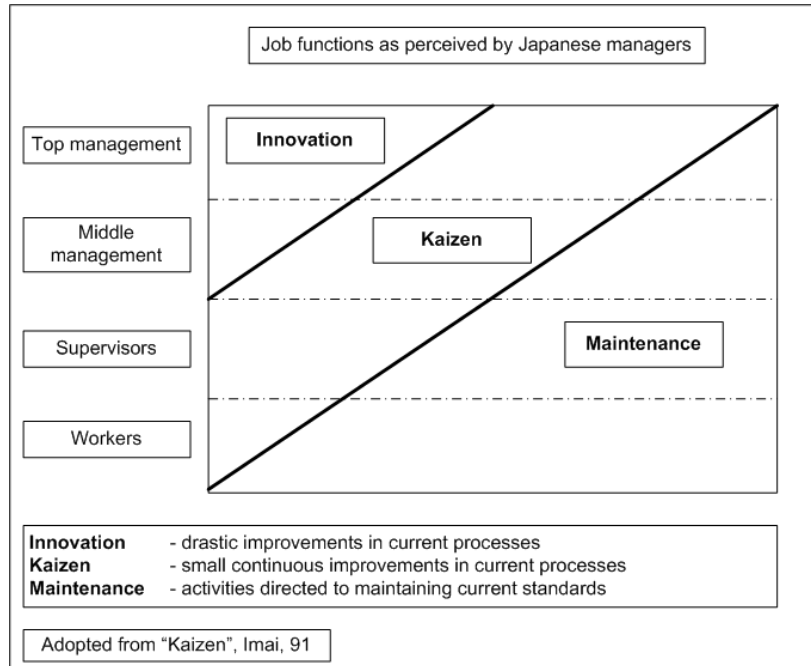 Job functions as perceived by Japanese managers
Top management
Innovation
Middle
management
Kaizen
Supervisors
Maintenance
Workers
Innovation - drastic improvements in current processes
Kaizen - small continuous improvements in current processes
Maintenance - activities directed to maintaining current standards
Adopted from “Kaizen”, Imai, 91